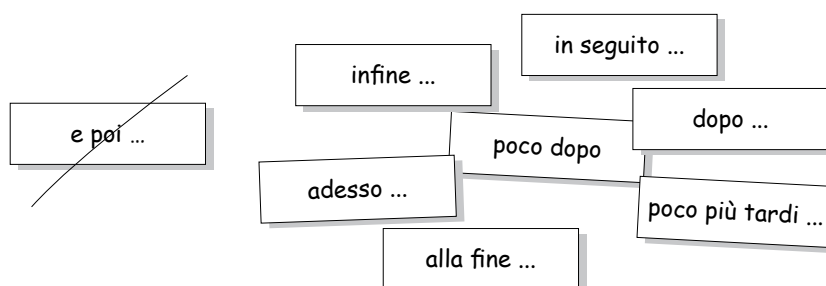 in seguito ...
infine ...
dopo ...
e poi ...
poco dopo
adesso ...
poco più tardi ...
alla fine ...